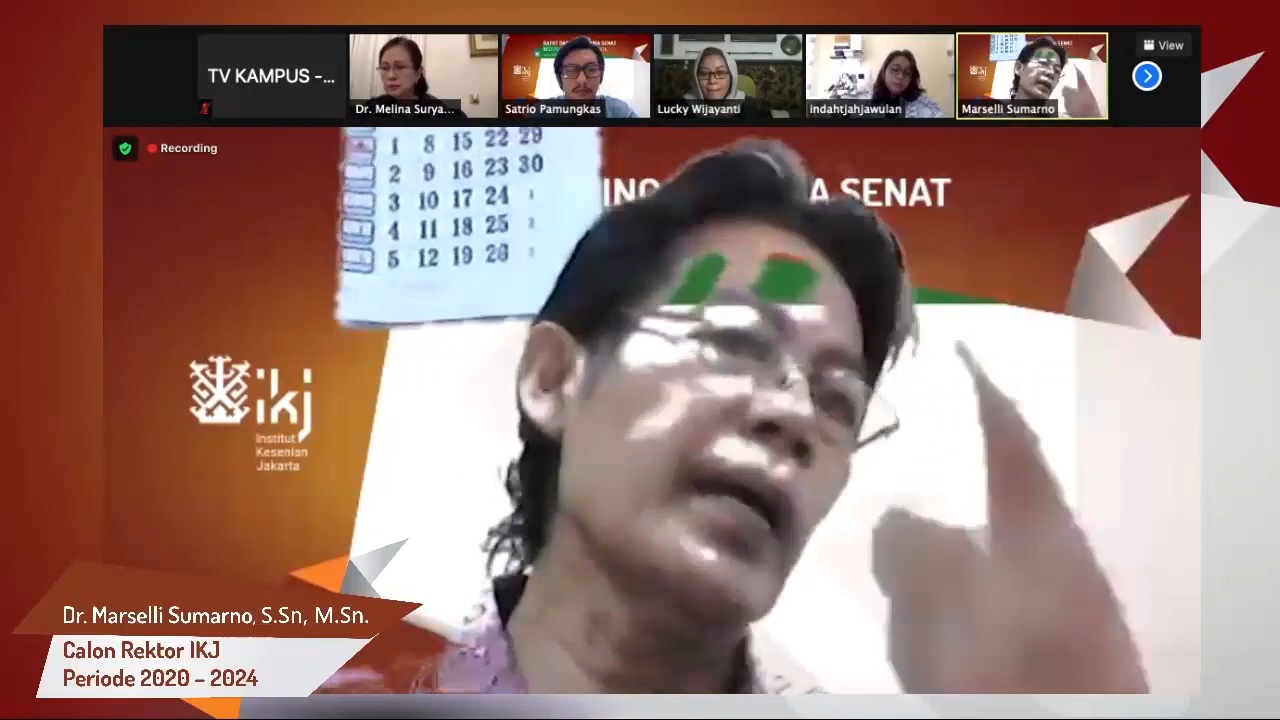 TV KAMPUS -...
View
Dr. Melina Surya...
Satrio Pamungkas
Lucky Wijayanti
indahtjahjawulan
Marselli Sumarno
Recording
SENAT
1 8 15 22 29
2 9 16 23 30
3 10 17 24
4 11 18 25
5 12 19 26
ikj
Institut
Kesenian
Jakarta
Dr. Marselli Sumarno, S.Sn, M.Sn.
Calon Rektor IKJ
Periode 2020 – 2024